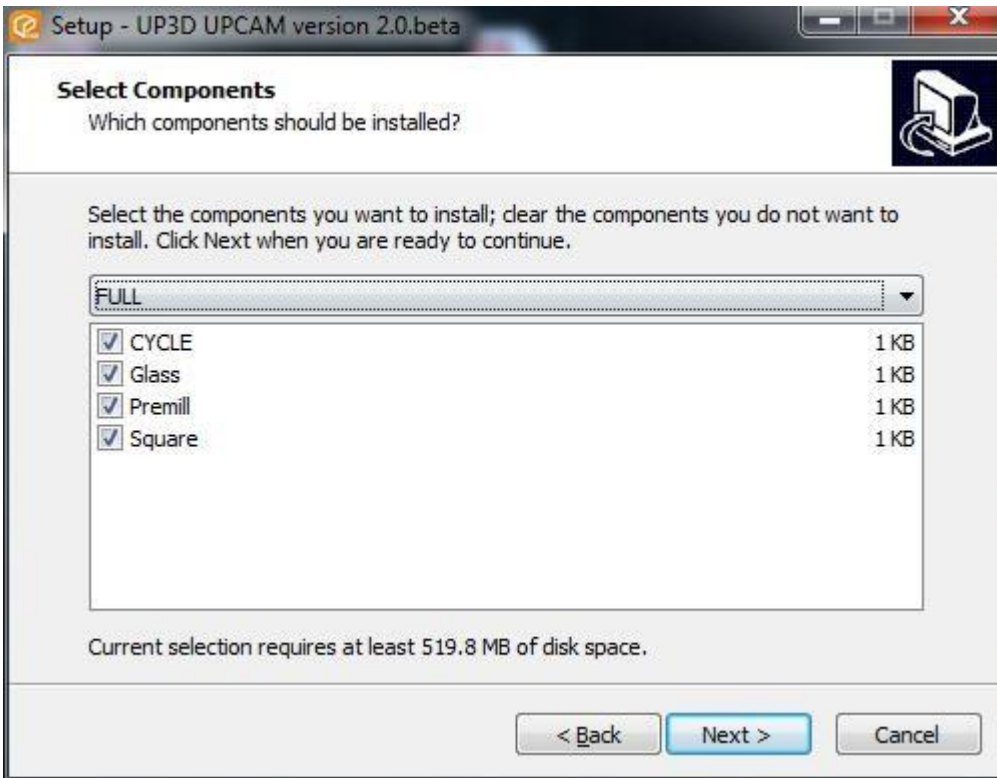 Setup - UP3D UPCAM version 2.0.beta
Select Components
Which components should be installed?
Select the components you want to install; clear the components you do not want to
install. Click Next when you are ready to continue.
FULL
CYCLE 1 KB
Glass 1 KB
Premill 1 KB
Square 1 KB
Current selection requires at least 519.8 MB of disk space.
< Back Next > Cancel